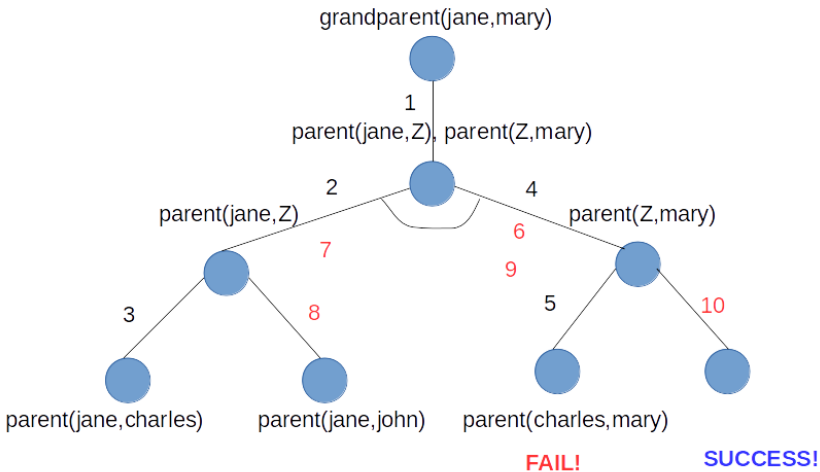 grandparent(jane,mary)
1
parent(jane,Z), parent(Z,mary)
2
4
parent(jane,Z)
parent(Z,mary)
6
7
9
3
8
5
10
parent(jane,charles)
parent(jane,john)
parent(charles,mary)
FAIL!
SUCCESS!